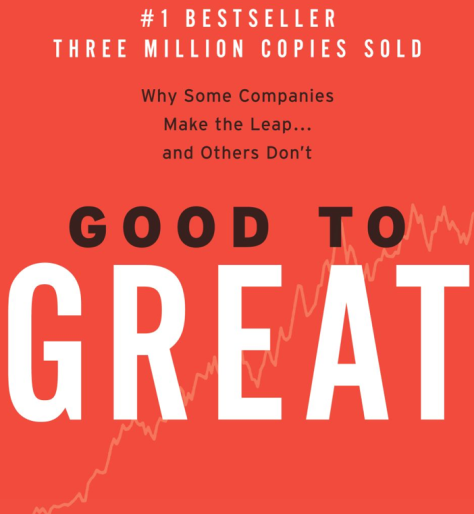 #1 BESTSELLER
THREE MILLION COPIES SOLD
Why Some Companies
Make the Leap...
and Others Don't
GOOD TO
GREAT